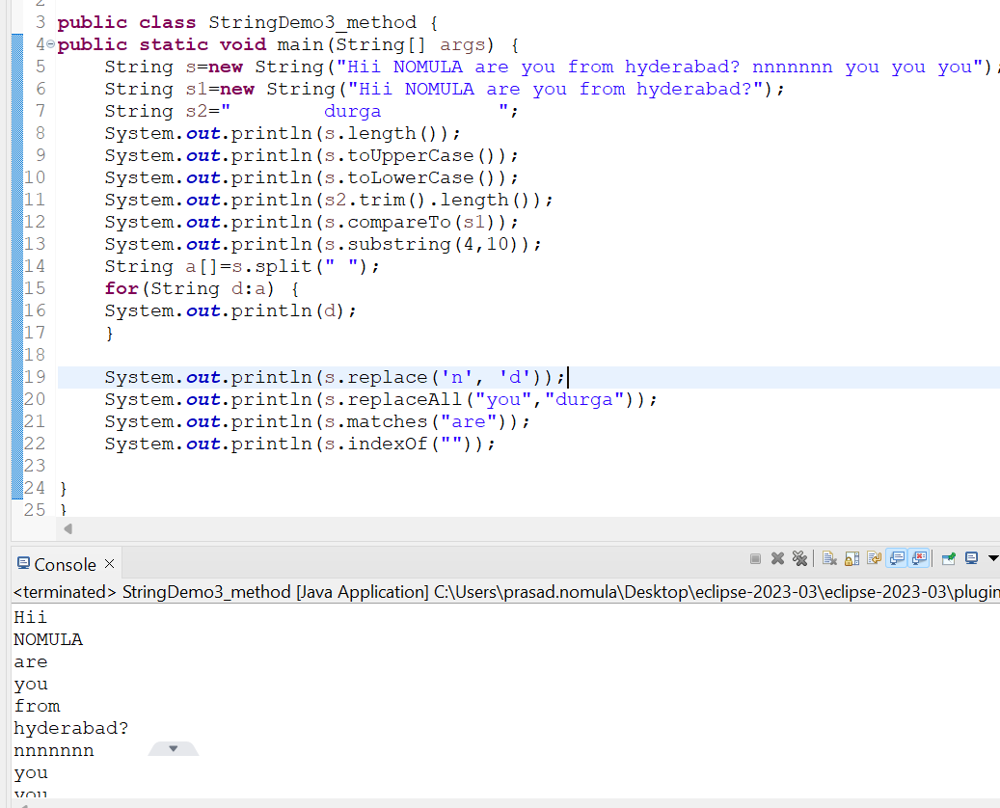 2
3 public class StringDemo3_method {
4 public static void main(String[] args) {
5 String s=new String("Hii NOMULA are you from hyderabad? nnnnnnn you you you");
6 String s1=new String("Hii NOMULA are you from hyderabad?");
7 String s2="        durga          ";
8 System.out.println(s.length());
9 System.out.println(s.toUpperCase());
10 System.out.println(s.toLowerCase());
11 System.out.println(s2.trim().length());
12 System.out.println(s.compareTo(s1));
13 System.out.println(s.substring(4,10));
14 String a[]=s.split(" ");
15 for(String d:a) {
16 System.out.println(d);
17 }
18
19 System.out.println(s.replace('n', 'd'));
20 System.out.println(s.replaceAll("you","durga"));
21 System.out.println(s.matches("are"));
22 System.out.println(s.indexOf(""));
23
24 }
25 }
Console
<terminated> StringDemo3_method [Java Application] C:\Users\prasad.nomula\Desktop\eclipse-2023-03\eclipse-2023-03\plugin
Hii
NOMULA
are
you
from
hyderabad?
nnnnnnn
you
you